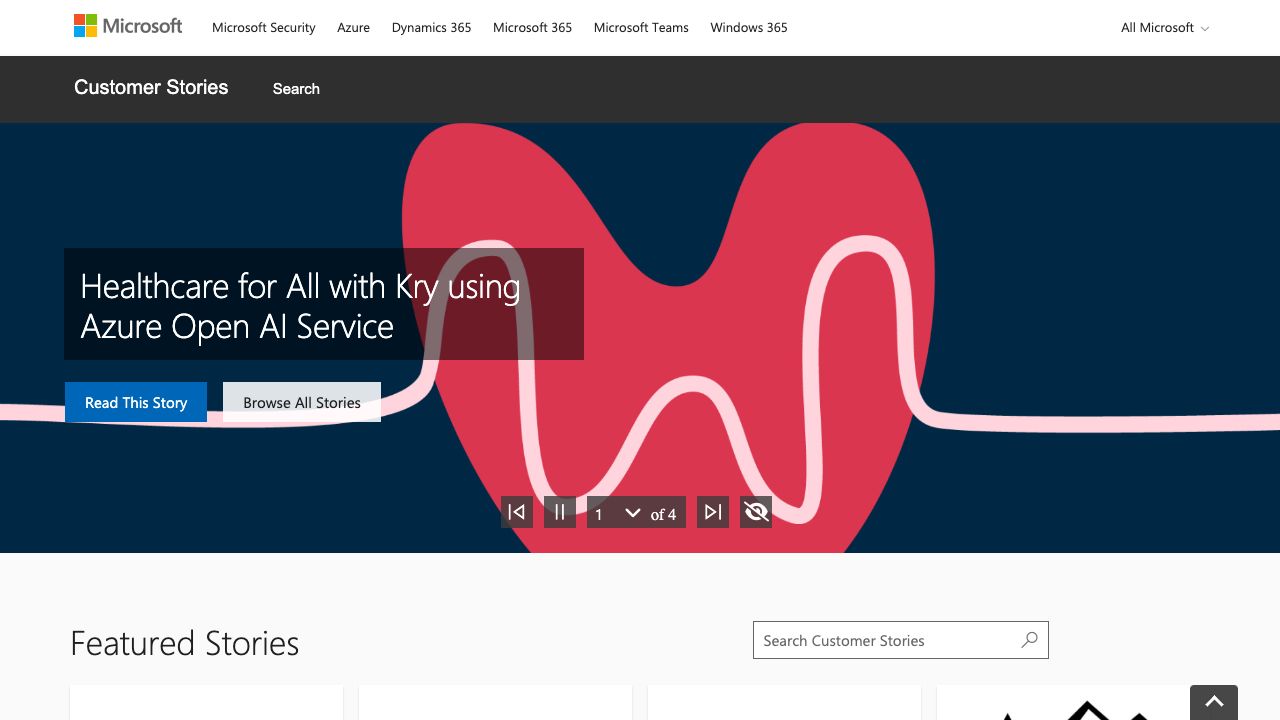 Microsoft
Microsoft Security
Azure
Dynamics 365
Microsoft 365
Microsoft Teams
Windows 365
All Microsoft
Customer Stories
Search
Healthcare for All with Kry using
Azure Open AI Service
Read This Story
Browse All Stories
1
of 4
Featured Stories
Search Customer Stories